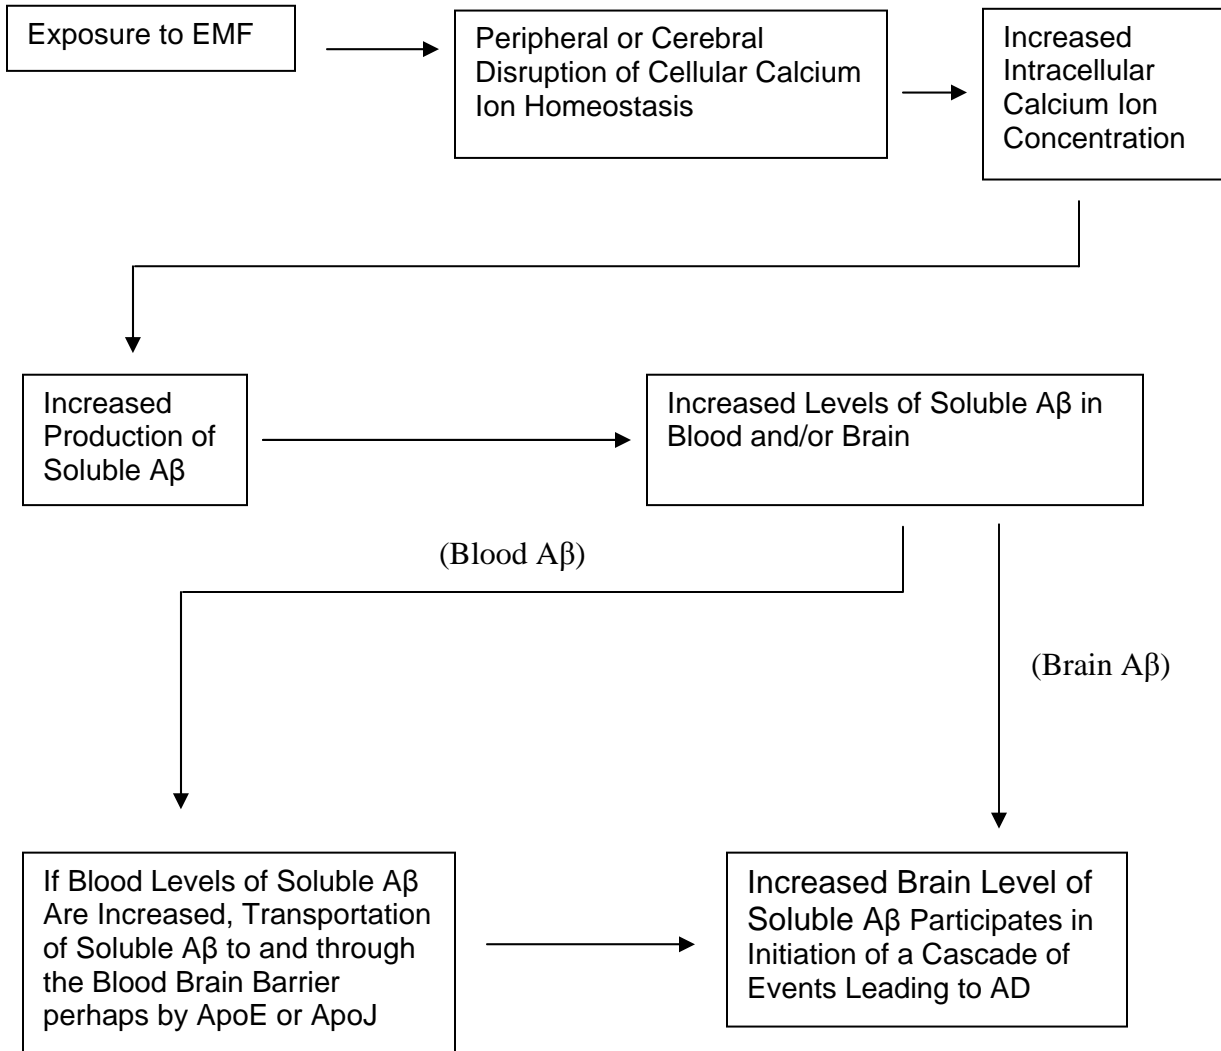 Exposure to EMF
Peripheral or Cerebral
Disruption of Cellular Calcium
Ion Homeostasis
Increased
Intracellular
Calcium Ion
Concentration
Increased
Production of
Soluble Aβ
Increased Levels of Soluble Aβ in
Blood and/or Brain
(Blood Aβ)
(Brain Aβ)
If Blood Levels of Soluble Aβ
Are Increased, Transportation
of Soluble Aβ to and through
the Blood Brain Barrier
perhaps by ApoE or ApoJ
Increased Brain Level of
Soluble Aβ Participates in
Initiation of a Cascade of
Events Leading to AD